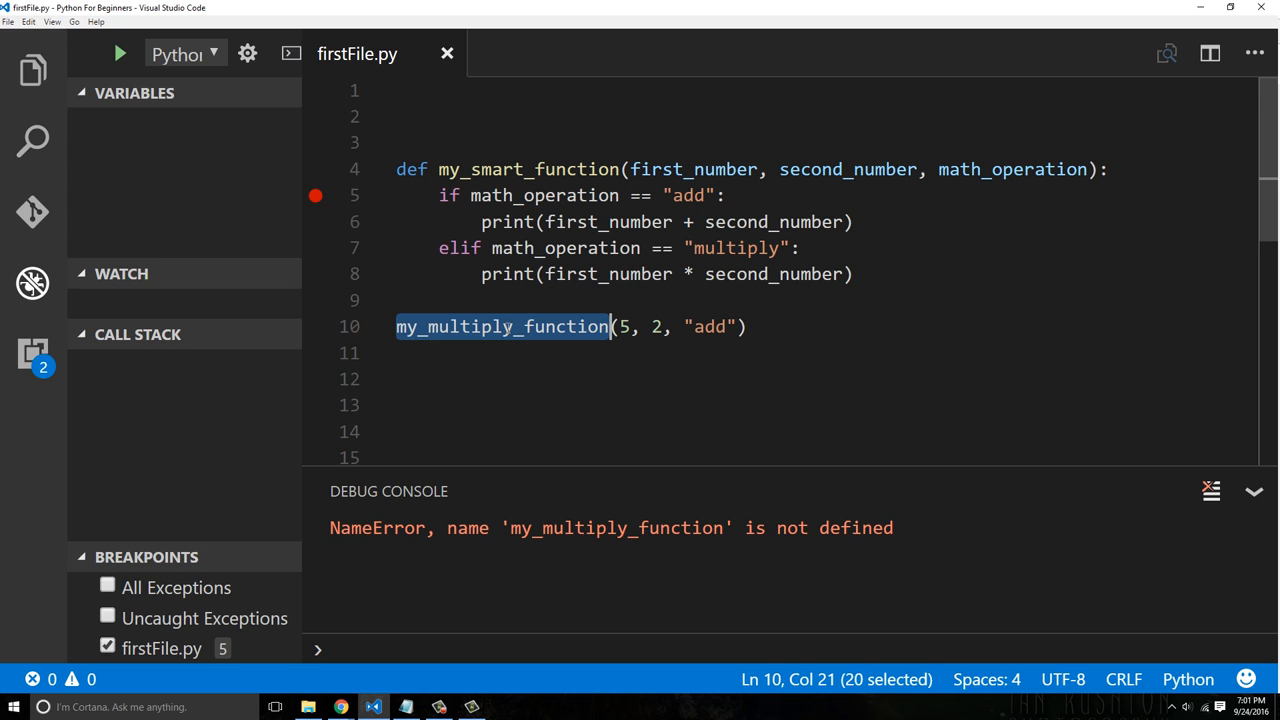 firstFile.py - Python For Beginners - Visual Studio Code
File Edit View Go Help
Python
firstFile.py
VARIABLES
WATCH
CALL STACK
2
BREAKPOINTS
All Exceptions
Uncaught Exceptions
firstFile.py 5
1
2
3
4 def my_smart_function(first_number, second_number, math_operation):
5 if math_operation == "add":
6 print(first_number + second_number)
7 elif math_operation == "multiply":
8 print(first_number * second_number)
9
10 my_multiply_function(5, 2, "add")
11
12
13
14
15
DEBUG CONSOLE
NameError, name 'my_multiply_function' is not defined
0 0
Ln 10, Col 21 (20 selected) Spaces: 4 UTF-8 CRLF Python
I'm Cortana. Ask me anything.
7:01 PM
9/24/2016